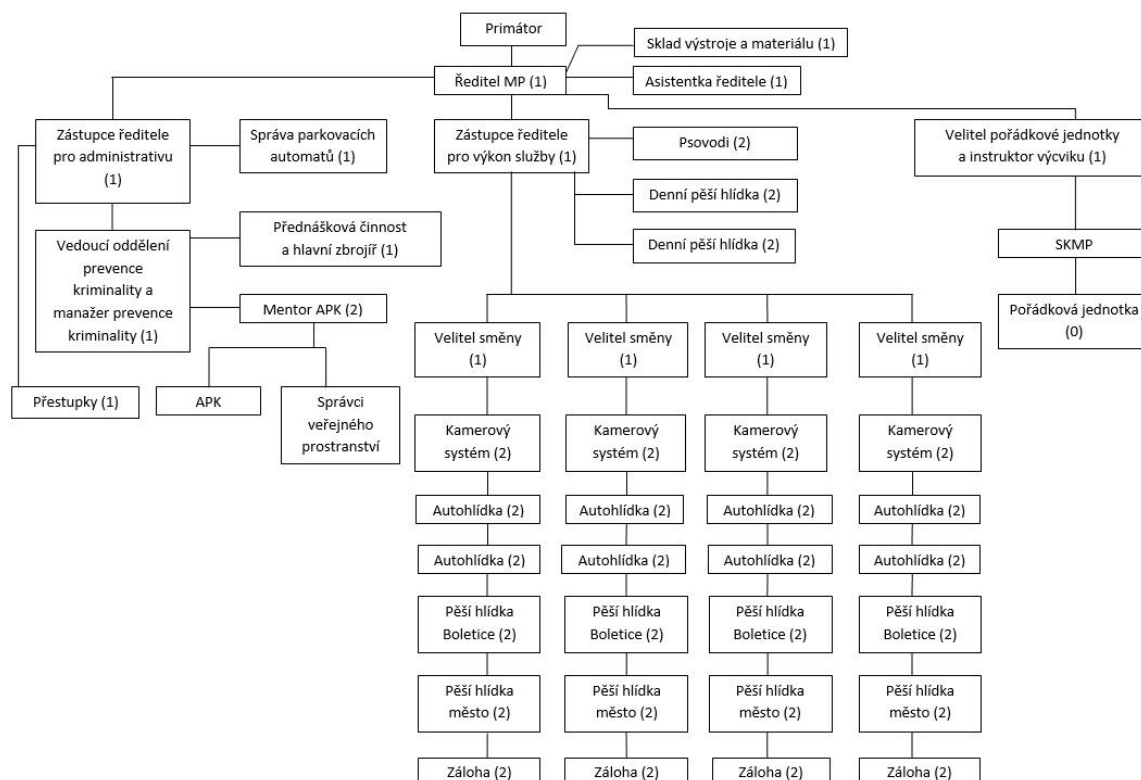 Primátor
Sklad výstroje a materiálu (1)
Ředitel MP (1)
Asistentka ředitele (1)
Zástupce ředitele
pro administrativu
(1)
Správa parkovacích
automatů (1)
Zástupce ředitele
pro výkon služby (1)
Psovodi (2)
Denní pěší hlídka (2)
Denní pěší hlídka (2)
Velitel pořádkové jednotky
a instruktor výcviku (1)
SKMP
Pořádková jednotka
(0)
Vedoucí oddělení
prevence
kriminality a
manažer prevence
kriminality (1)
Přednášková činnost
a hlavní zbrojíř (1)
Mentor APK (2)
Přestupky (1)
APK
Správci
veřejného
prostranství
Velitel směny
(1)
Velitel směny
(1)
Velitel směny
(1)
Velitel směny
(1)
Kamerový
systém (2)
Kamerový
systém (2)
Kamerový
systém (2)
Kamerový
systém (2)
Autohlídka (2)
Autohlídka (2)
Autohlídka (2)
Autohlídka (2)
Autohlídka (2)
Autohlídka (2)
Autohlídka (2)
Autohlídka (2)
Pěší hlídka
Boletice (2)
Pěší hlídka
Boletice (2)
Pěší hlídka
Boletice (2)
Pěší hlídka
Boletice (2)
Pěší hlídka
město (2)
Pěší hlídka
město (2)
Pěší hlídka
město (2)
Pěší hlídka
město (2)
Záloha (2)
Záloha (2)
Záloha (2)
Záloha (2)